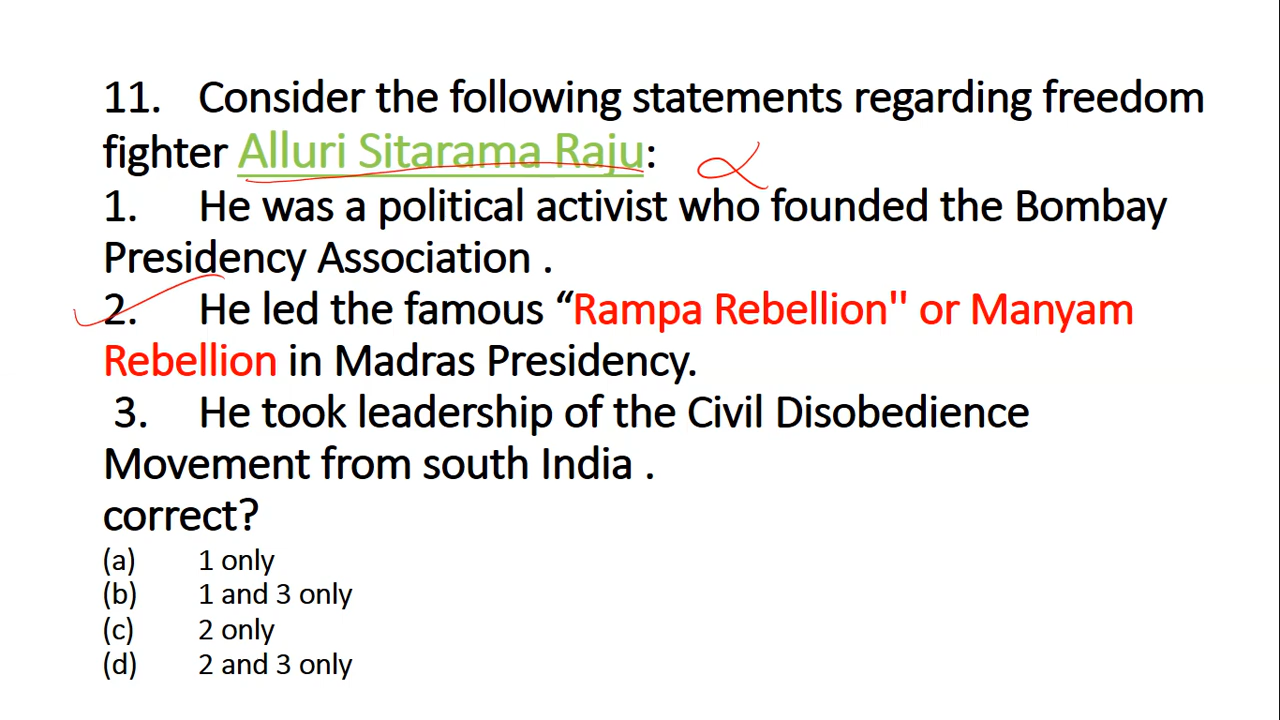 11. Consider the following statements regarding freedom
fighter Alluri Sitarama Raju:
1. He was a political activist who founded the Bombay
Presidency Association .
2. He led the famous “Rampa Rebellion" or Manyam
Rebellion in Madras Presidency.
3. He took leadership of the Civil Disobedience
Movement from south India .
correct?
(a) 1 only
(b) 1 and 3 only
(c) 2 only
(d) 2 and 3 only